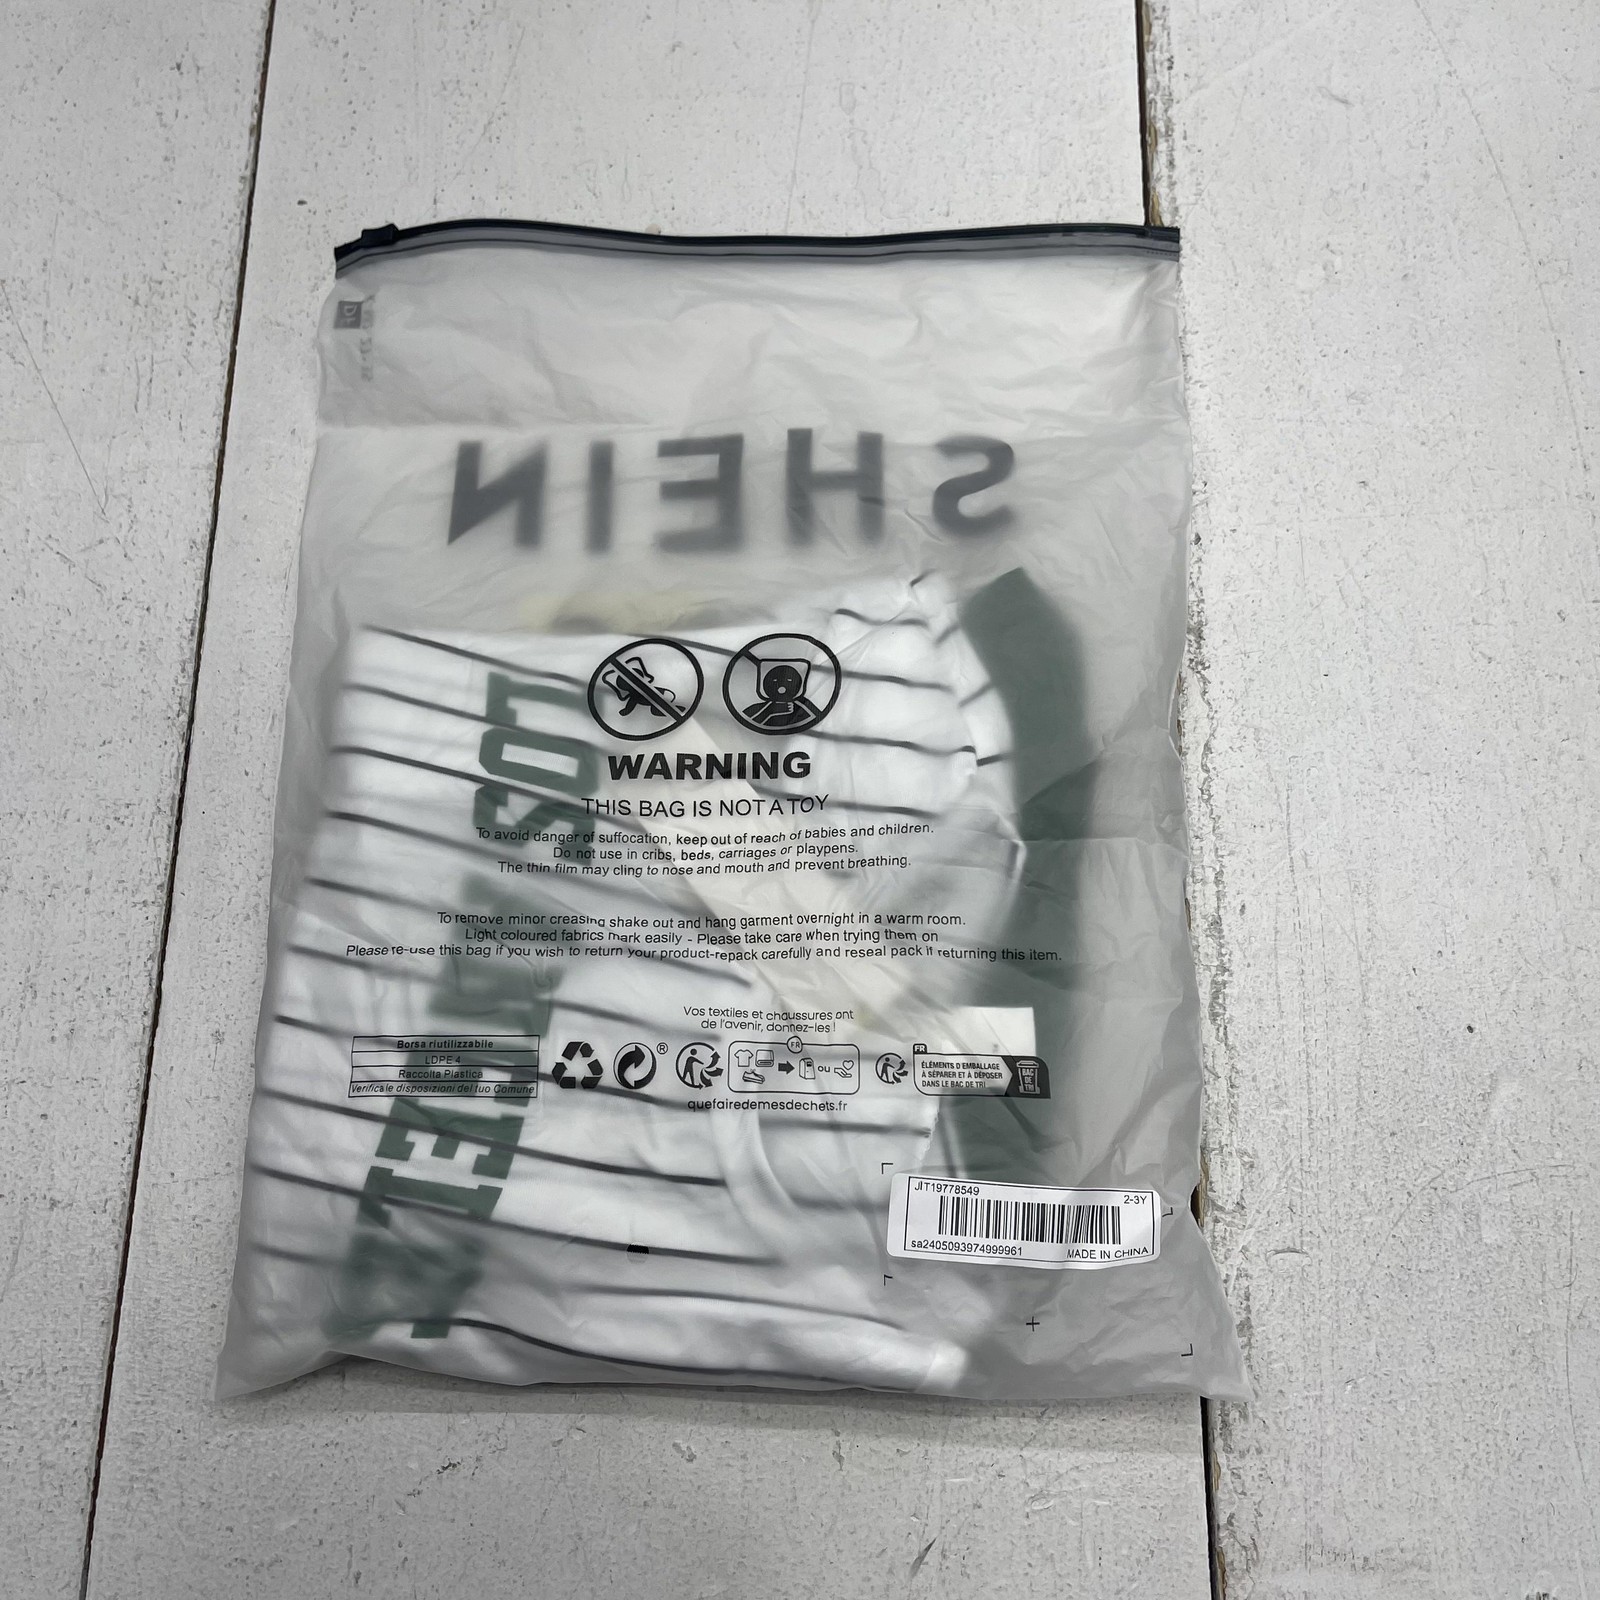 SHEIN
WARNING
THIS BAG IS NOT A TOY
To avoid danger of suffocation, keep out of reach of babies and children.
Do not use in cribs, beds, carriages or playpens.
The thin film may cling to nose and mouth and prevent breathing.
To remove minor creasing shake out and hang garment overnight in a warm room.
Light coloured fabrics mark easily - Please take care when trying them on
Please re-use this bag if you wish to return your product-repack carefully and reseal pack if returning this item.
Vos textiles et chaussures ont
de l'avenir, donnez-les !
Borsa riutilizzabile
LDPE 4
Raccolta Plastica
Verifica le disposizioni del tuo Comune
®
FR
ou
quefairedemesdechets.fr
FR
ÉLÉMENTS D'EMBALLAGE
À SÉPARER ET À DÉPOSER
DANS LE BAC DE TRI
BAC
DE
TRI
JIT19778549
2-3Y
sa2405093974999961
MADE IN CHINA